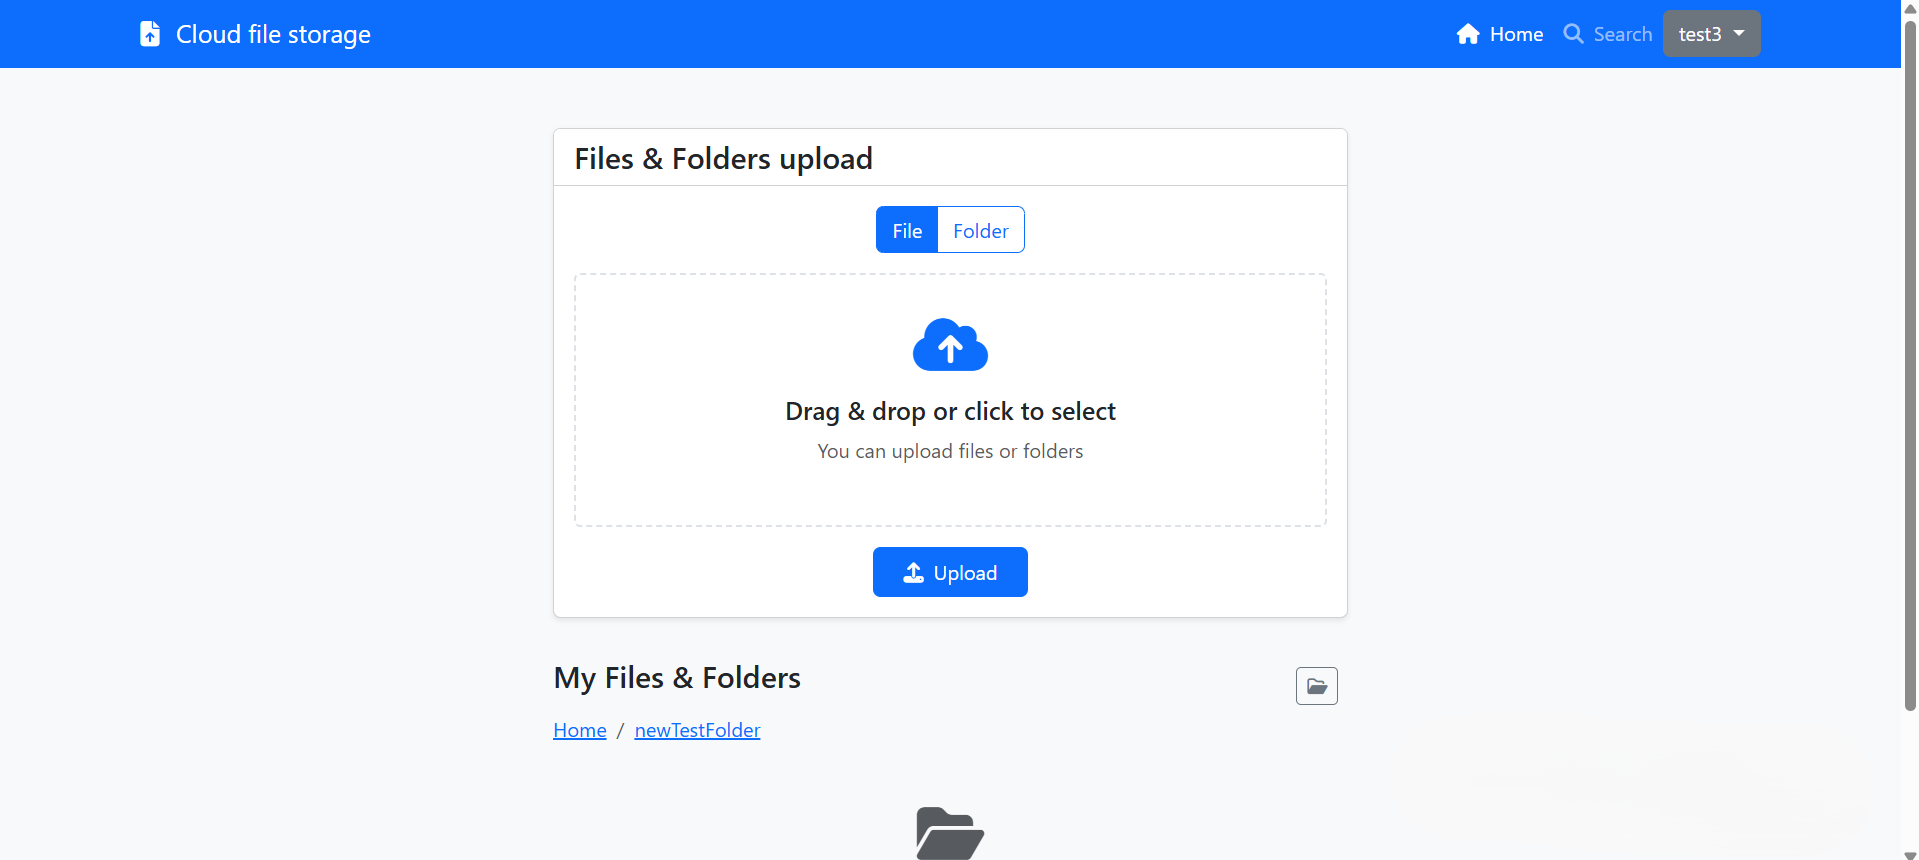 Cloud file storage
Home
Search
test3
Files & Folders upload
File
Folder
Drag & drop or click to select
You can upload files or folders
Upload
My Files & Folders
Home / newTestFolder